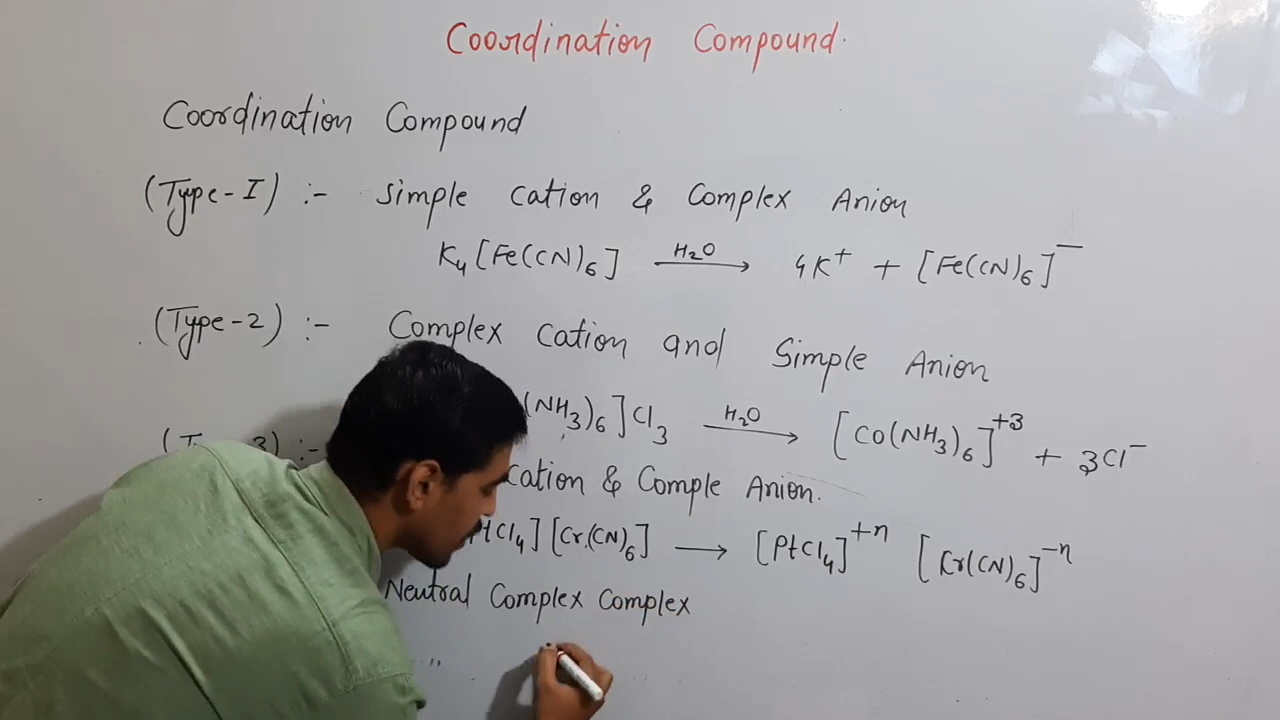 Coordination Compound.
Coordination Compound
(Type-I) :- Simple cation & Complex Anion
K₄[Fe(CN)₆] H₂O ⟶ 4K⁺ + [Fe(CN)₆]⁻
(Type-2) :- Complex cation and Simple Anion
(NH₃)₆]Cl₃ H₂O ⟶ [Co(NH₃)₆]⁺³ + 3Cl⁻
:- cation & Comple Anion.
tCl₄][Cr(CN)₆] ⟶ [PtCl₄]⁺ⁿ [Cr(CN)₆]⁻ⁿ
Neutral Complex Complex